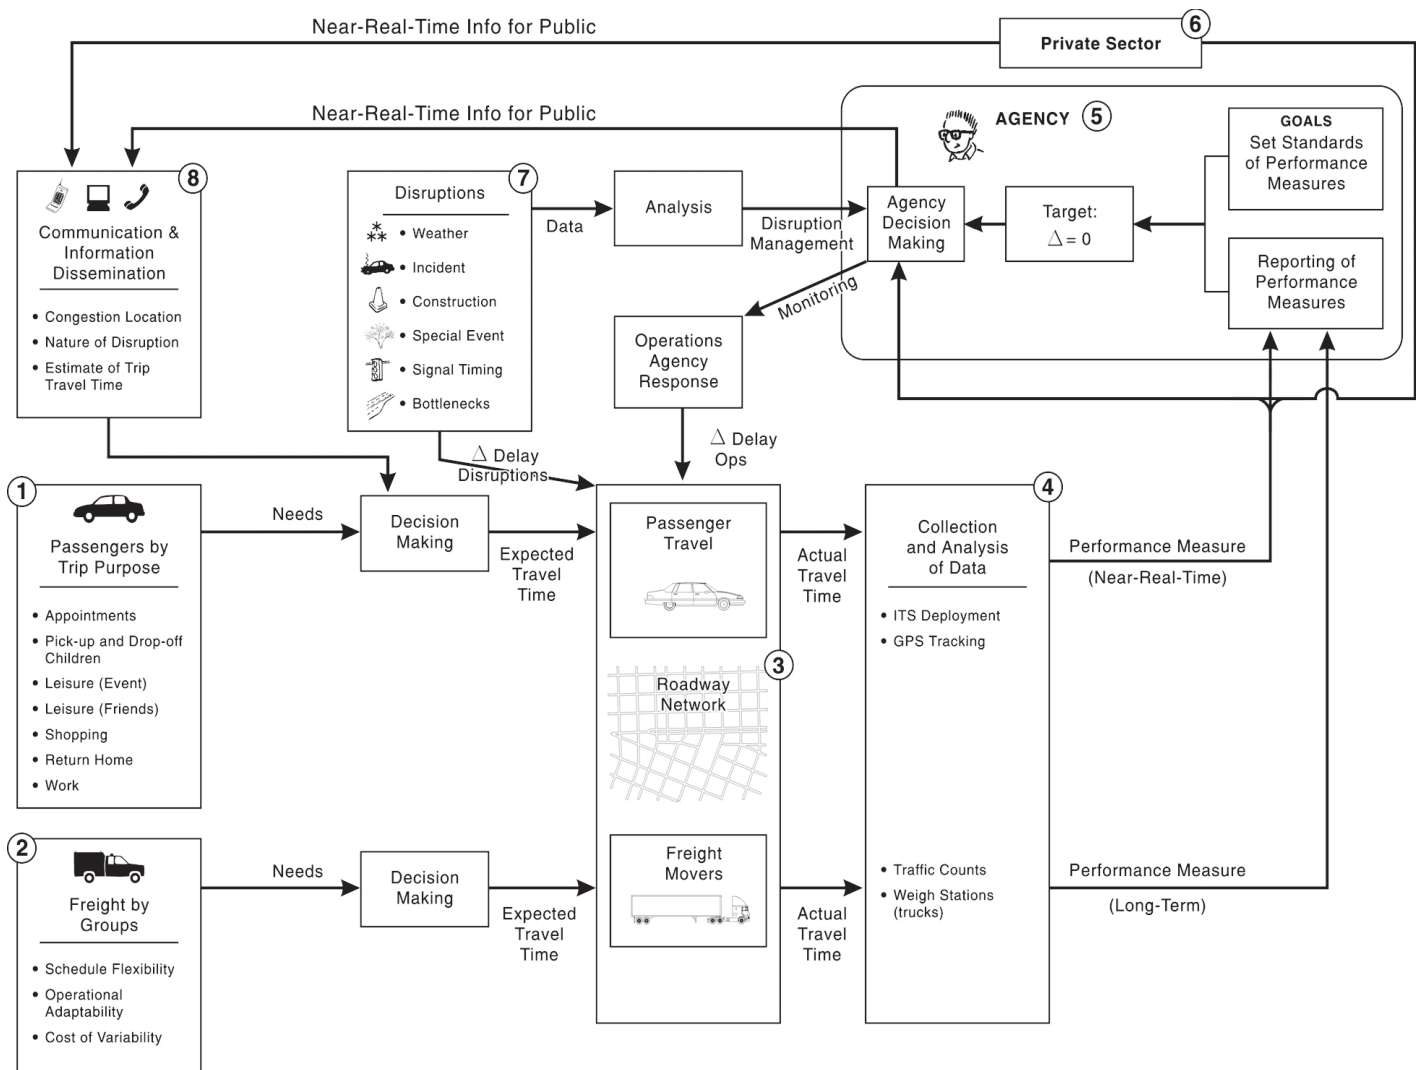 Near-Real-Time Info for Public
6
Private Sector
Near-Real-Time Info for Public
AGENCY
5
GOALS
Set Standards
of Performance
Measures
Reporting of
Performance
Measures
Target:
Δ = 0
Agency
Decision
Making
8
Communication &
Information
Dissemination
• Congestion Location
• Nature of Disruption
• Estimate of Trip
Travel Time
7
Disruptions
• Weather
• Incident
• Construction
• Special Event
• Signal Timing
• Bottlenecks
Data
Analysis
Disruption
Management
Monitoring
Operations
Agency
Response
Δ Delay
Disruptions
Δ Delay
Ops
1
Passengers by
Trip Purpose
• Appointments
• Pick-up and Drop-off
Children
• Leisure (Event)
• Leisure (Friends)
• Shopping
• Return Home
• Work
Needs
Decision
Making
Expected
Travel
Time
Passenger
Travel
3
Roadway
Network
Actual
Travel
Time
4
Collection
and Analysis
of Data
• ITS Deployment
• GPS Tracking
• Traffic Counts
• Weigh Stations
(trucks)
Performance Measure
(Near-Real-Time)
2
Freight by
Groups
• Schedule Flexibility
• Operational
Adaptability
• Cost of Variability
Needs
Decision
Making
Expected
Travel
Time
Freight
Movers
Actual
Travel
Time
Performance Measure
(Long-Term)